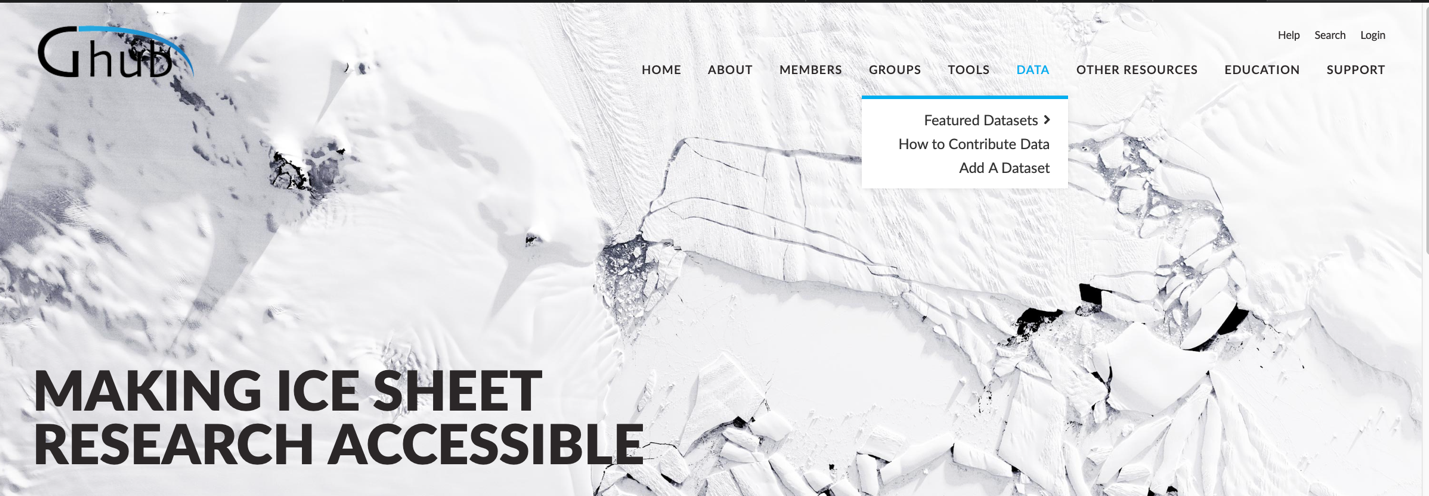 Ghub
Help Search Login
HOME ABOUT MEMBERS GROUPS TOOLS DATA OTHER RESOURCES EDUCATION SUPPORT
Featured Datasets
How to Contribute Data
Add A Dataset
MAKING ICE SHEET
RESEARCH ACCESSIBLE